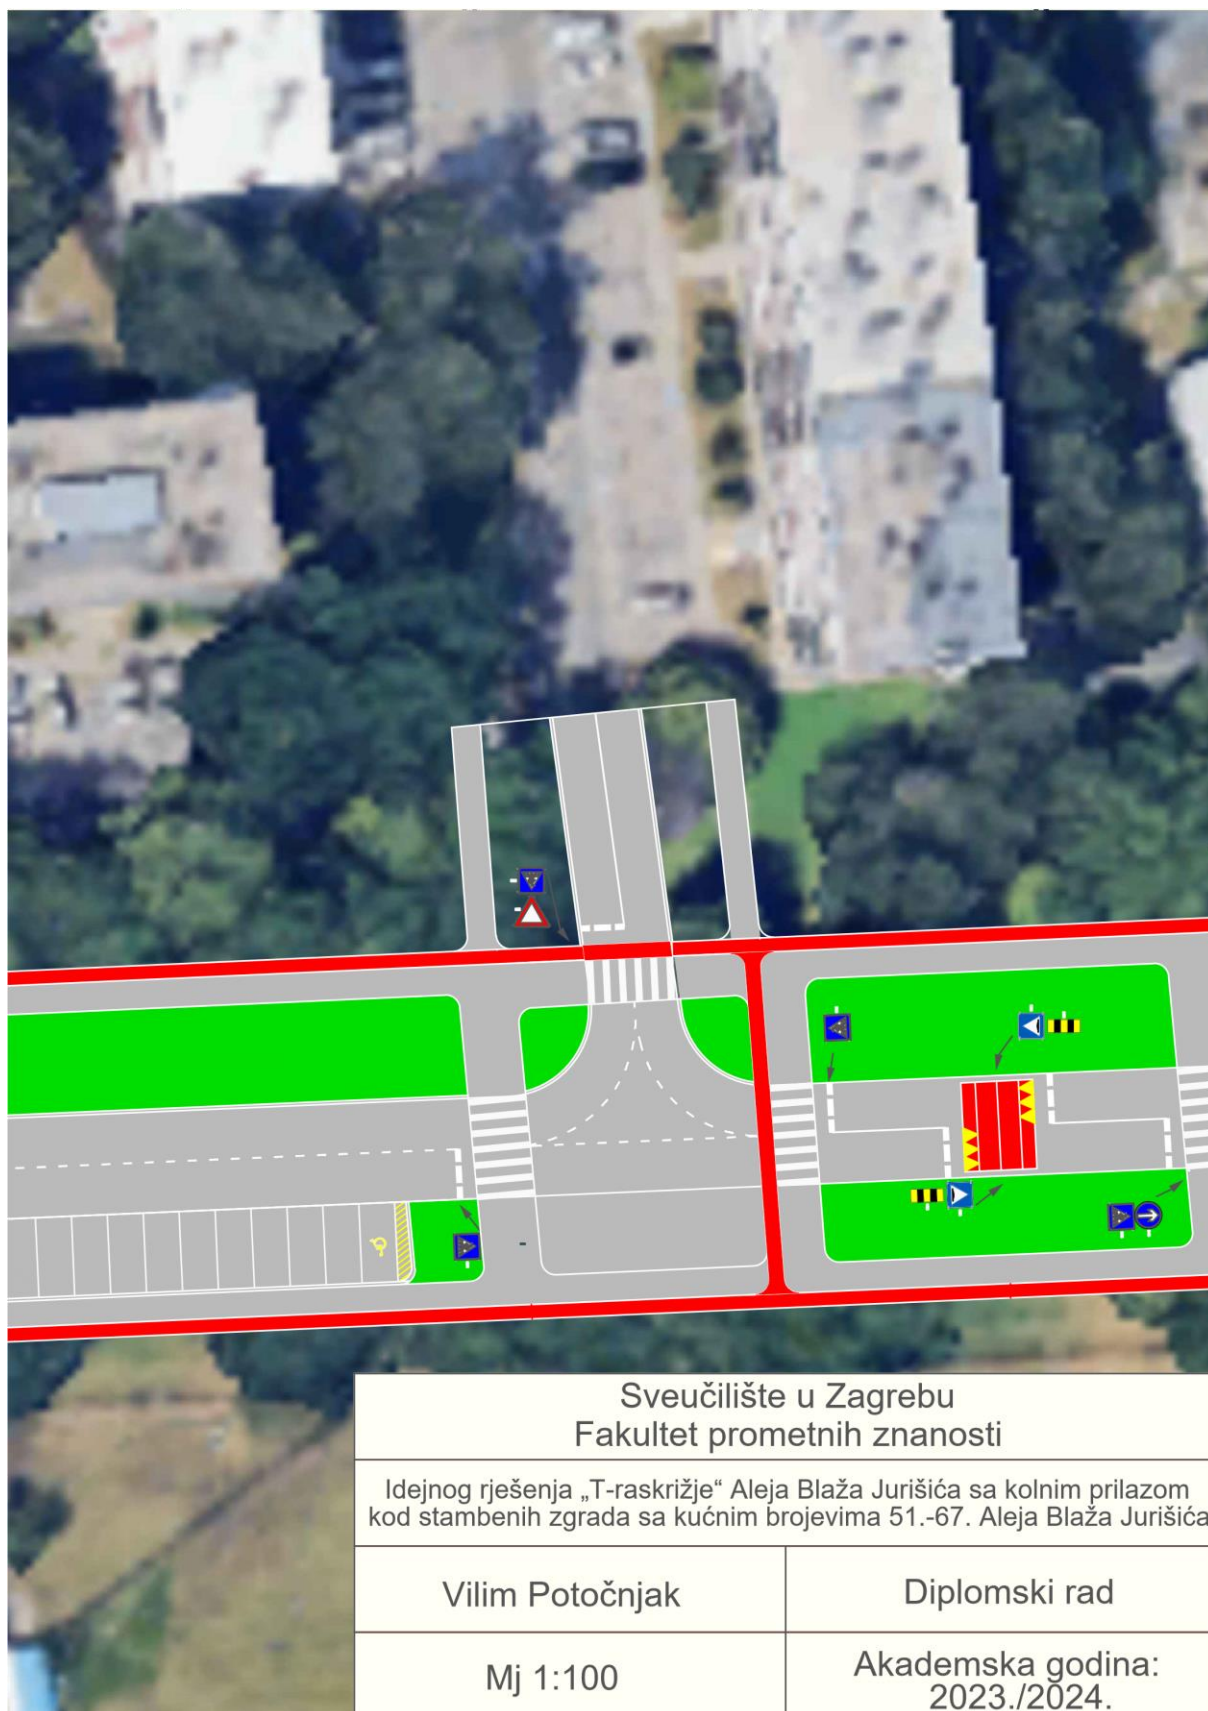 Sveučilište u Zagrebu
Fakultet prometnih znanosti
Idejnog rješenja „T-raskrižje“ Aleja Blaža Jurišića sa kolnim prilazom
kod stambenih zgrada sa kućnim brojevima 51.-67. Aleja Blaža Jurišića
Vilim Potočnjak
Diplomski rad
Mj 1:100
Akademska godina:
2023./2024.